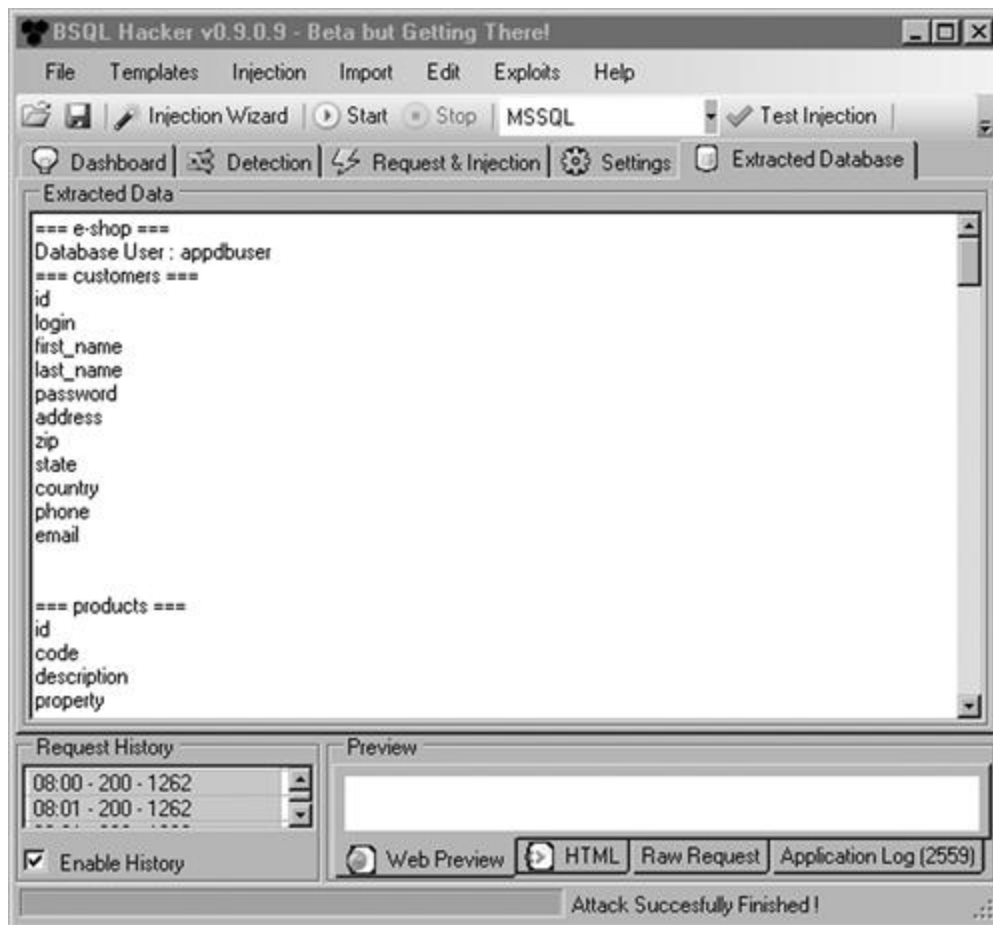 BSQL Hacker v0.9.0.9 - Beta but Getting There!
File Templates Injection Import Edit Exploits Help
Injection Wizard Start Stop MSSQL Test Injection
Dashboard Detection Request & Injection Settings Extracted Database
Extracted Data
=== e-shop ===
Database User : appdbuser
=== customers ===
id
login
first_name
last_name
password
address
zip
state
country
phone
email
=== products ===
id
code
description
property
Request History
08:00 - 200 - 1262
08:01 - 200 - 1262
Enable History
Preview
Web Preview HTML Raw Request Application Log (2559)
Attack Succesfully Finished !